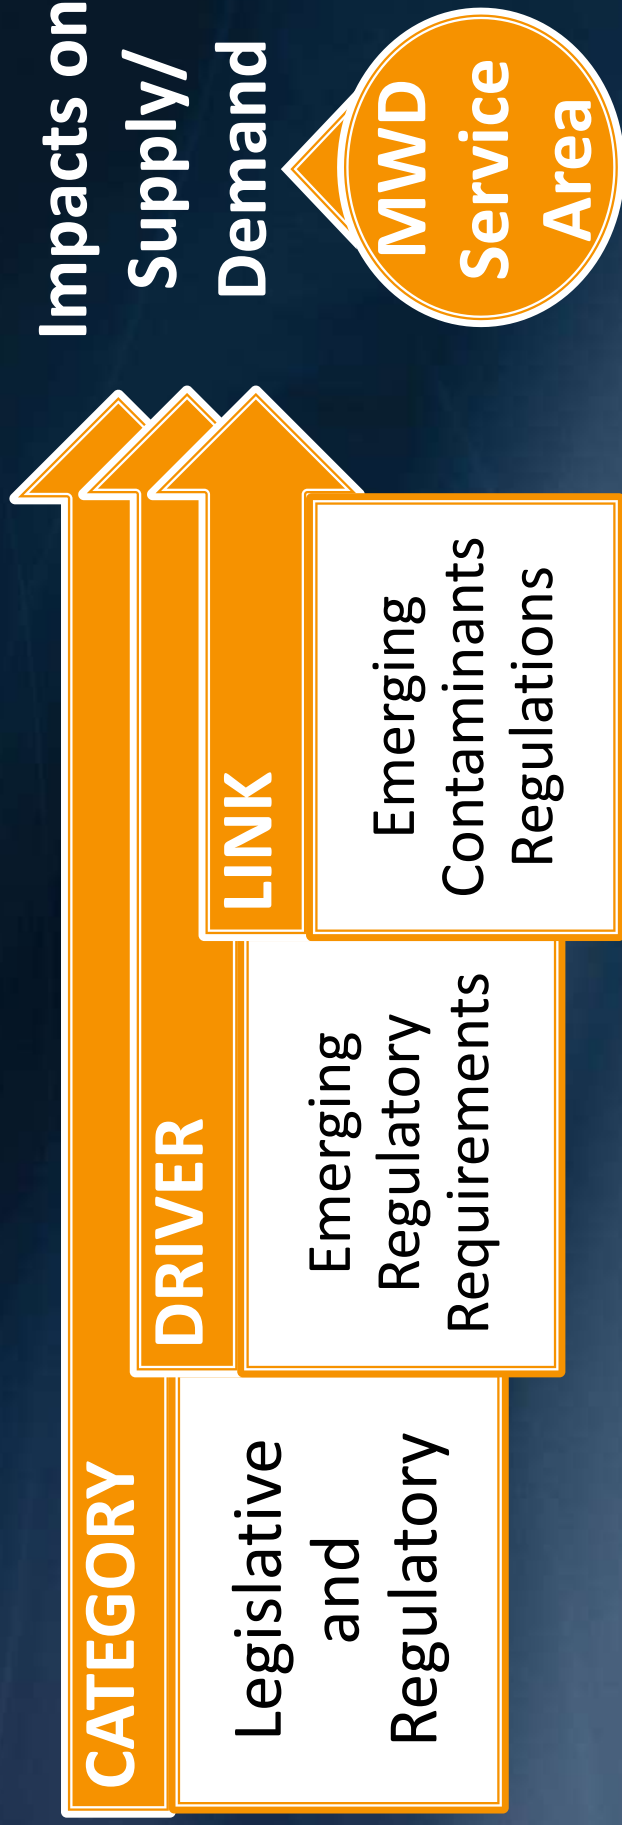 CATEGORY
Legislative
and
Regulatory
DRIVER
Emerging
Regulatory
Requirements
LINK
Emerging
Contaminants
Regulations
Impacts on
Supply/
Demand
MWD
Service
Area